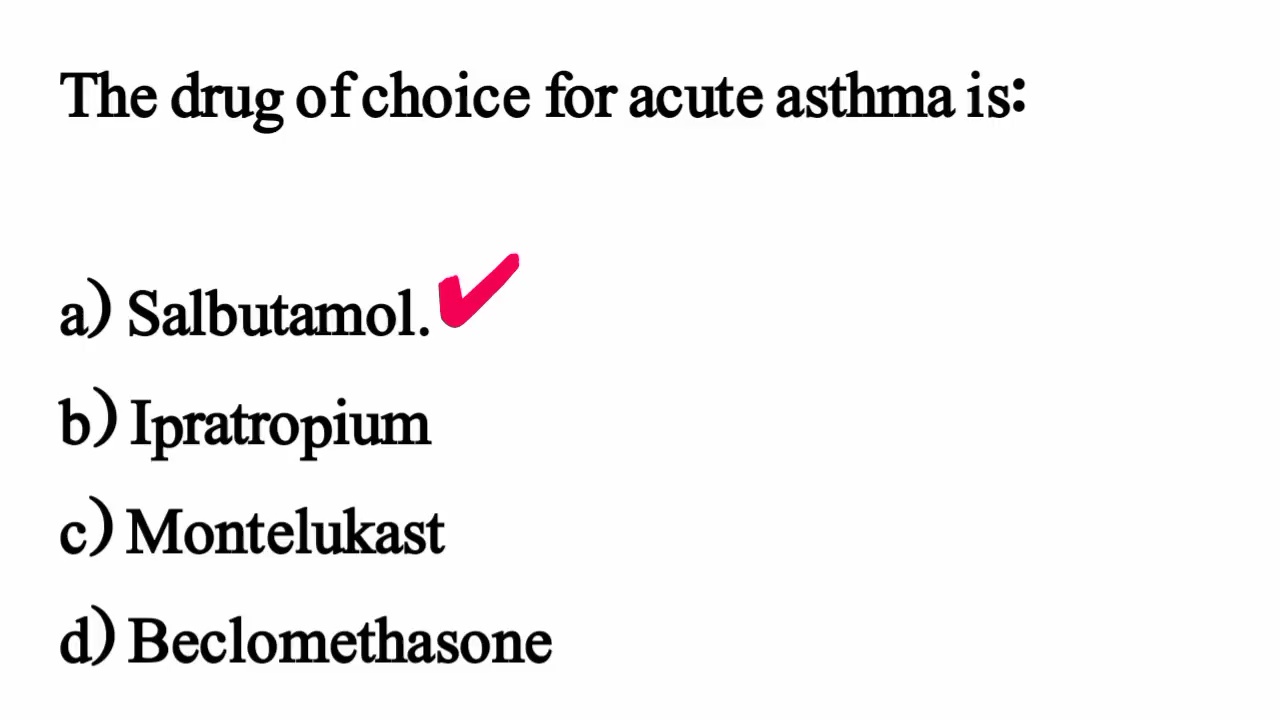 The drug of choice for acute asthma is:
a) Salbutamol.
b) Ipratropium
c) Montelukast
d) Beclomethasone